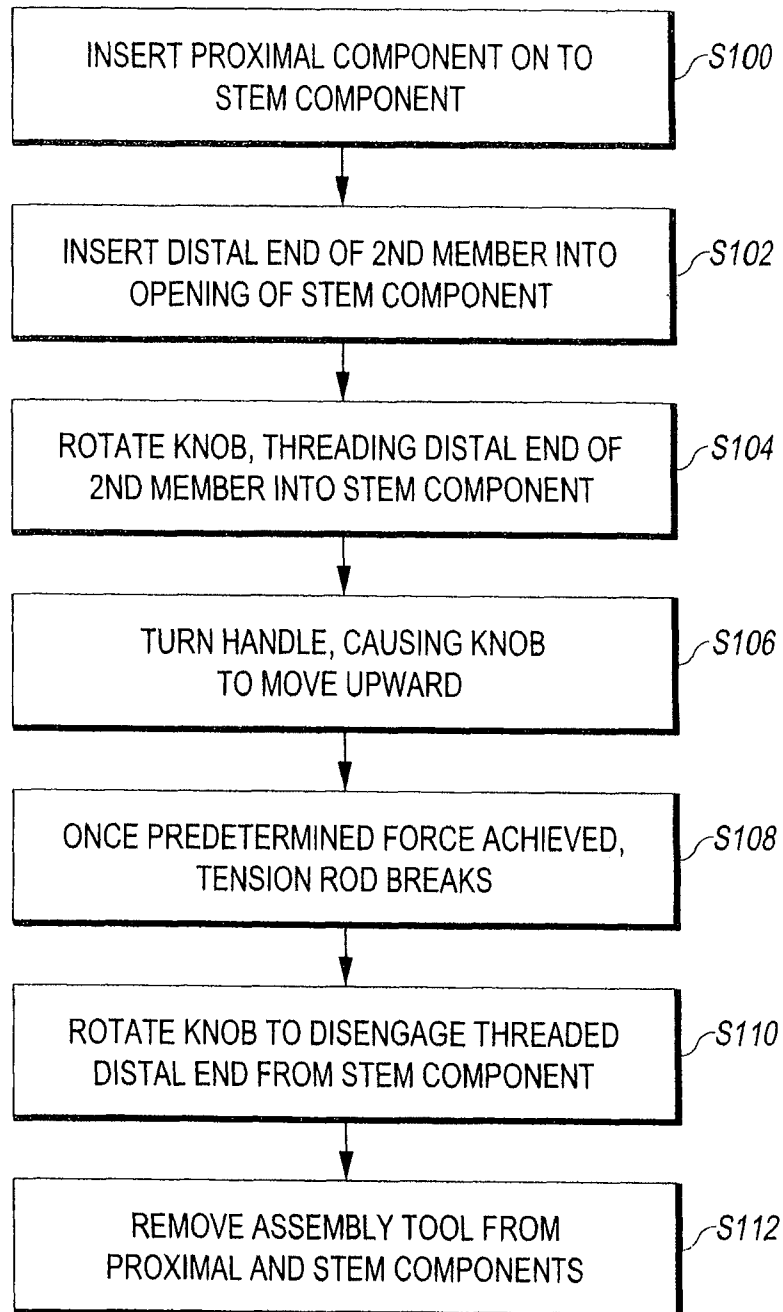 INSERT PROXIMAL COMPONENT ON TO
STEM COMPONENT
S100
INSERT DISTAL END OF 2ND MEMBER INTO
OPENING OF STEM COMPONENT
S102
ROTATE KNOB, THREADING DISTAL END OF
2ND MEMBER INTO STEM COMPONENT
S104
TURN HANDLE, CAUSING KNOB
TO MOVE UPWARD
S106
ONCE PREDETERMINED FORCE ACHIEVED,
TENSION ROD BREAKS
S108
ROTATE KNOB TO DISENGAGE THREADED
DISTAL END FROM STEM COMPONENT
S110
REMOVE ASSEMBLY TOOL FROM
PROXIMAL AND STEM COMPONENTS
S112